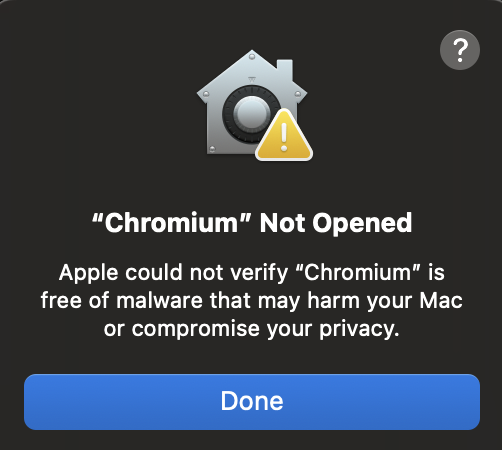 ?
“Chromium” Not Opened
Apple could not verify “Chromium” is
free of malware that may harm your Mac
or compromise your privacy.
Done